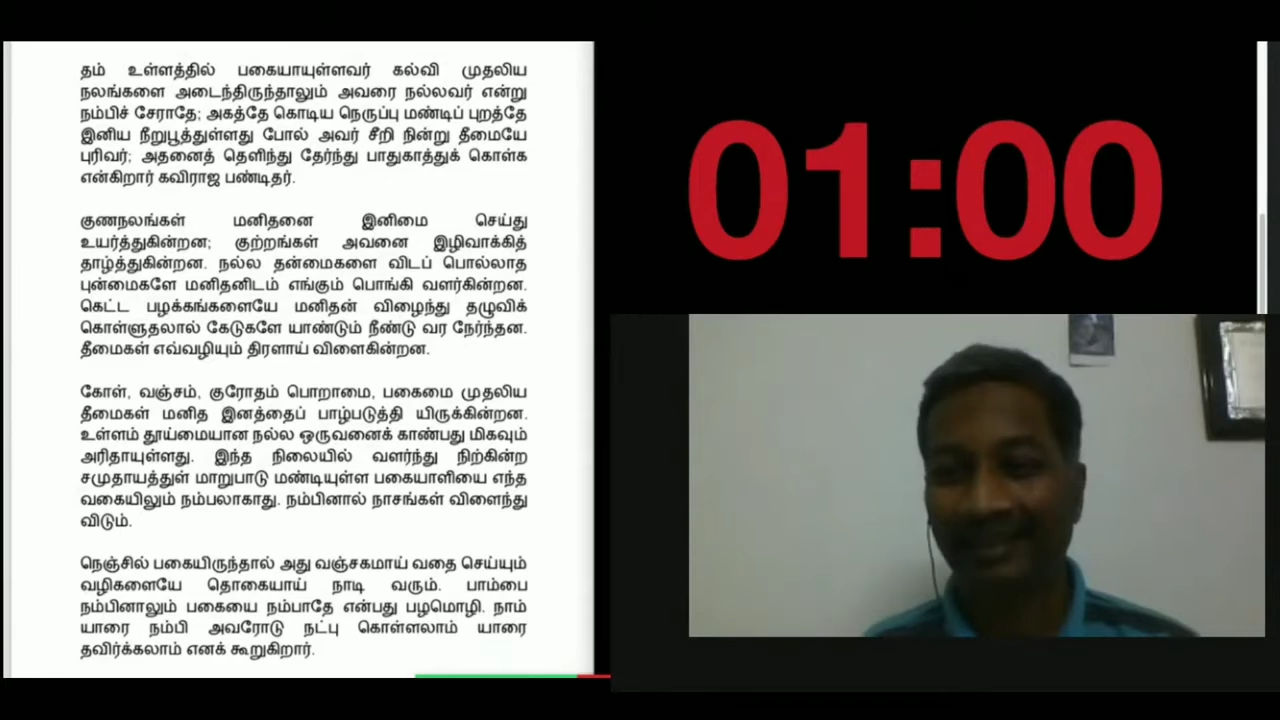 தம் உள்ளத்தில் பகையாயுள்ளவர் கல்வி முதலிய
நலங்களை அடைந்திருந்தாலும் அவரை நல்லவர் என்று
நம்பிச் சேராதே; அகத்தே கொடிய நெருப்பு மண்டிப் புறத்தே
இனிய நீறுபூத்துள்ளது போல் அவர் சீறி நின்று தீமையே
புரிவர்; அதனைத் தெளிந்து தேர்ந்து பாதுகாத்துக் கொள்க
என்கிறார் கவிராஜ பண்டிதர்.
குணநலங்கள் மனிதனை இனிமை செய்து
உயர்த்துகின்றன; குற்றங்கள் அவனை இழிவாக்கித்
தாழ்த்துகின்றன. நல்ல தன்மைகளை விடப் பொல்லாத
புன்மைகளே மனிதனிடம் எங்கும் பொங்கி வளர்கின்றன.
கெட்ட பழக்கங்களையே மனிதன் விழைந்து தழுவிக்
கொள்ளுதலால் கேடுகளே யாண்டும் நீண்டு வர நேர்ந்தன.
தீமைகள் எவ்வழியும் திரளாய் விளைகின்றன.
கோள், வஞ்சம், குரோதம் பொறாமை, பகைமை முதலிய
தீமைகள் மனித இனத்தைப் பாழ்படுத்தி யிருக்கின்றன.
உள்ளம் தூய்மையான நல்ல ஒருவனைக் காண்பது மிகவும்
அரிதாயுள்ளது. இந்த நிலையில் வளர்ந்து நிற்கின்ற
சமுதாயத்துள் மாறுபாடு மண்டியுள்ள பகையாளியை எந்த
வகையிலும் நம்பலாகாது. நம்பினால் நாசங்கள் விளைந்து
விடும்.
நெஞ்சில் பகையிருந்தால் அது வஞ்சகமாய் வதை செய்யும்
வழிகளையே தொகையாய் நாடி வரும். பாம்பை
நம்பினாலும் பகையை நம்பாதே என்பது பழமொழி. நாம்
யாரை நம்பி அவரோடு நட்பு கொள்ளலாம் யாரை
தவிர்க்கலாம் எனக் கூறுகிறார்.
01:00